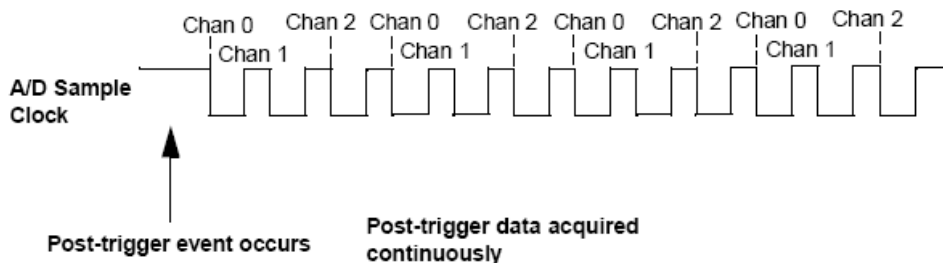 Chan 0 Chan 2 Chan 0 Chan 2 Chan 0 Chan 2 Chan 0 Chan 2
Chan 1 Chan 1 Chan 1 Chan 1
A/D Sample
Clock
Post-trigger event occurs
Post-trigger data acquired
continuously